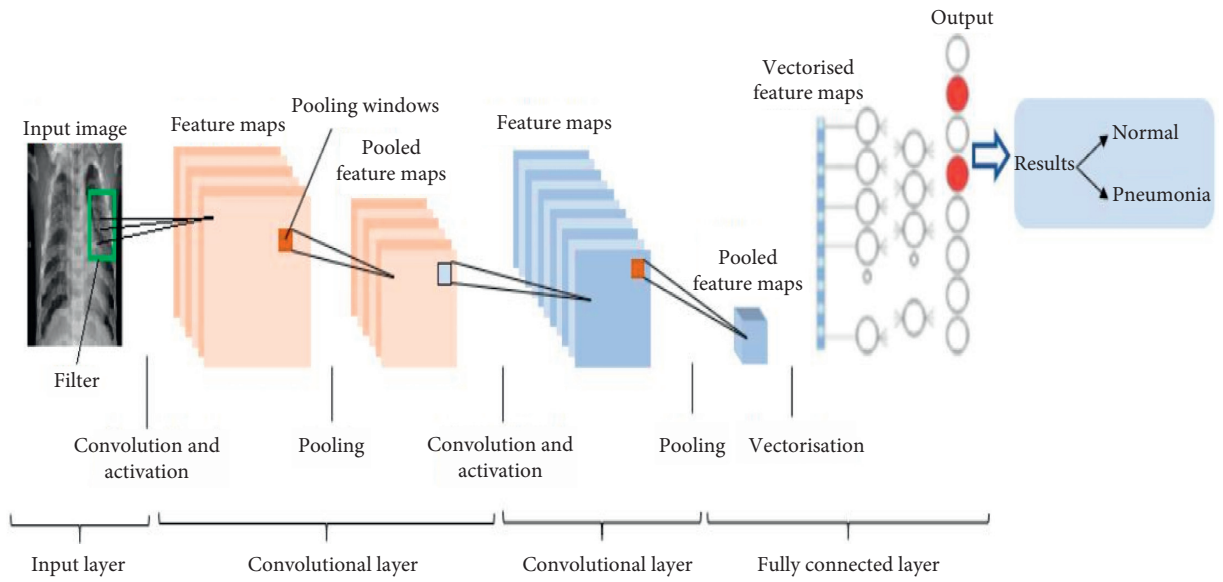 Output
Vectorised
feature maps
Pooling windows
Input image
Feature maps
Feature maps
Pooled
feature maps
Normal
Results
Pneumonia
Pooled
feature maps
Filter
Convolution and
activation
Pooling
Convolution and
activation
Pooling
Vectorisation
Input layer
Convolutional layer
Convolutional layer
Fully connected layer